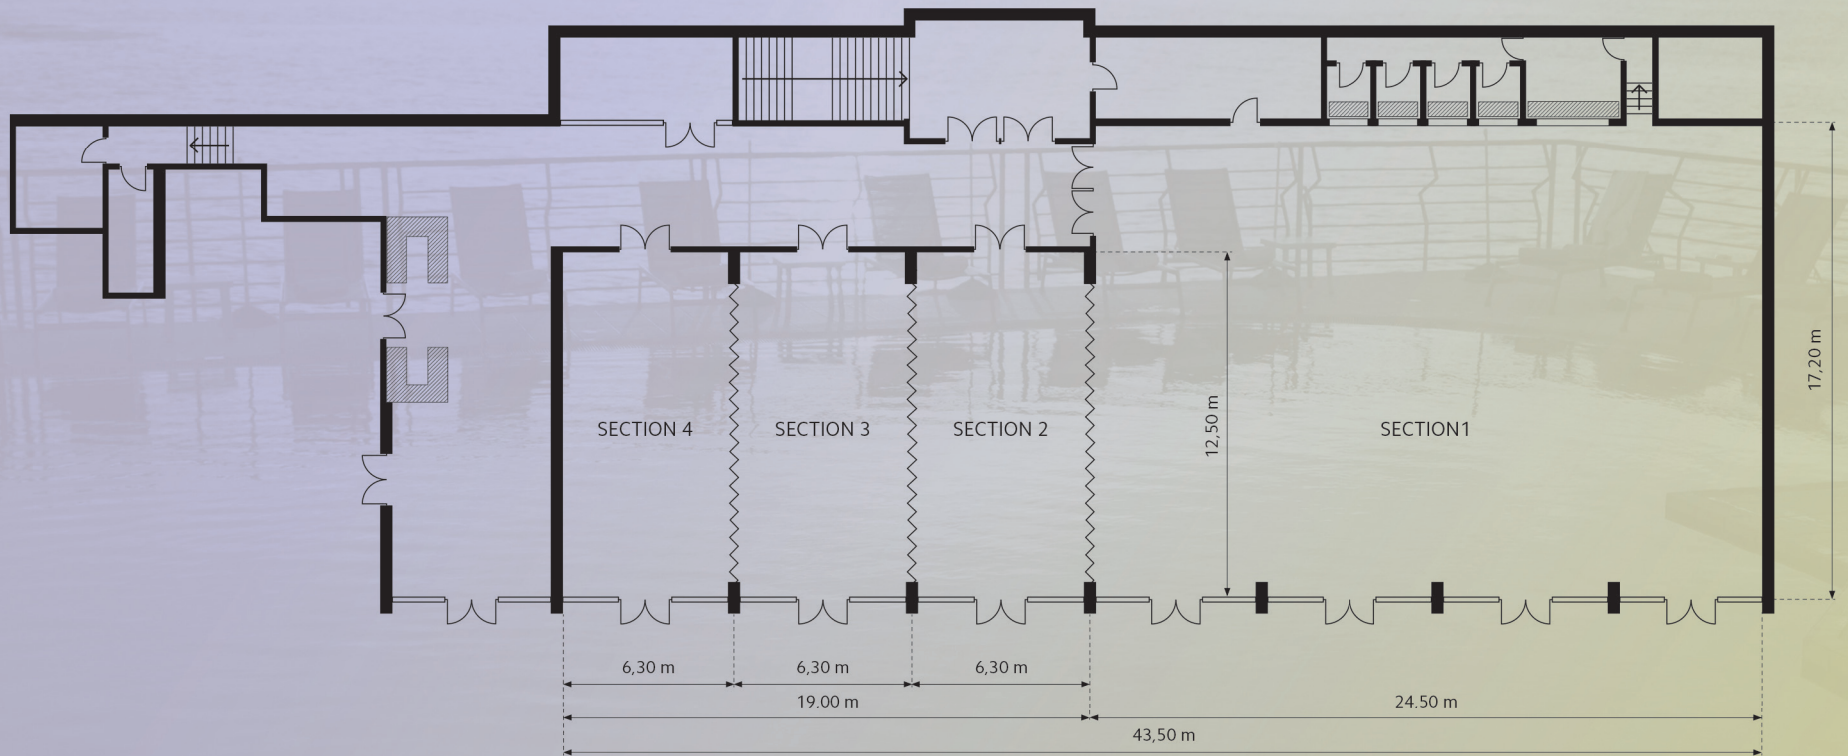 17,20 m
12,50 m
SECTION 4
SECTION 3
SECTION 2
SECTION1
6,30 m
6,30 m
6,30 m
19.00 m
24.50 m
43,50 m